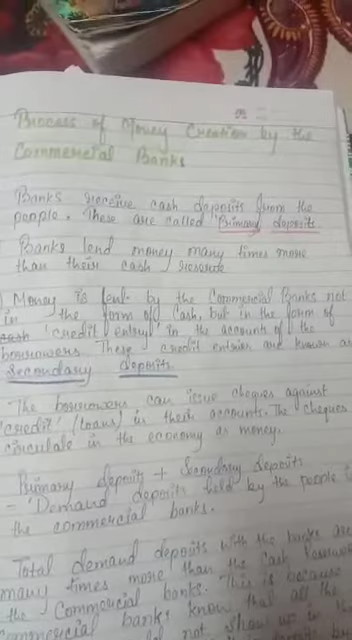 Process of Money Creation by the
Commercial Banks
Banks receive cash deposits from the
people. These are called 'Primary deposits
Banks lend money many times more
than their cash reserve
Money is lent by the Commercial Banks not
in the form of Cash, but in the form of
cash 'credit entry' in the accounts of the
borrowers. These credit entries are known as
Secondary deposits.
The borrowers can issue cheques against
'credit' (loans) in their accounts. The cheques
circulate in the economy as money.
Primary deposits + Secondary deposits
= 'Demand' deposits held by the people
the commercial banks.
Total demand deposits with the banks are
many times more than the cash
the Commercial banks. This is because
commercial banks know that all the
not show up in